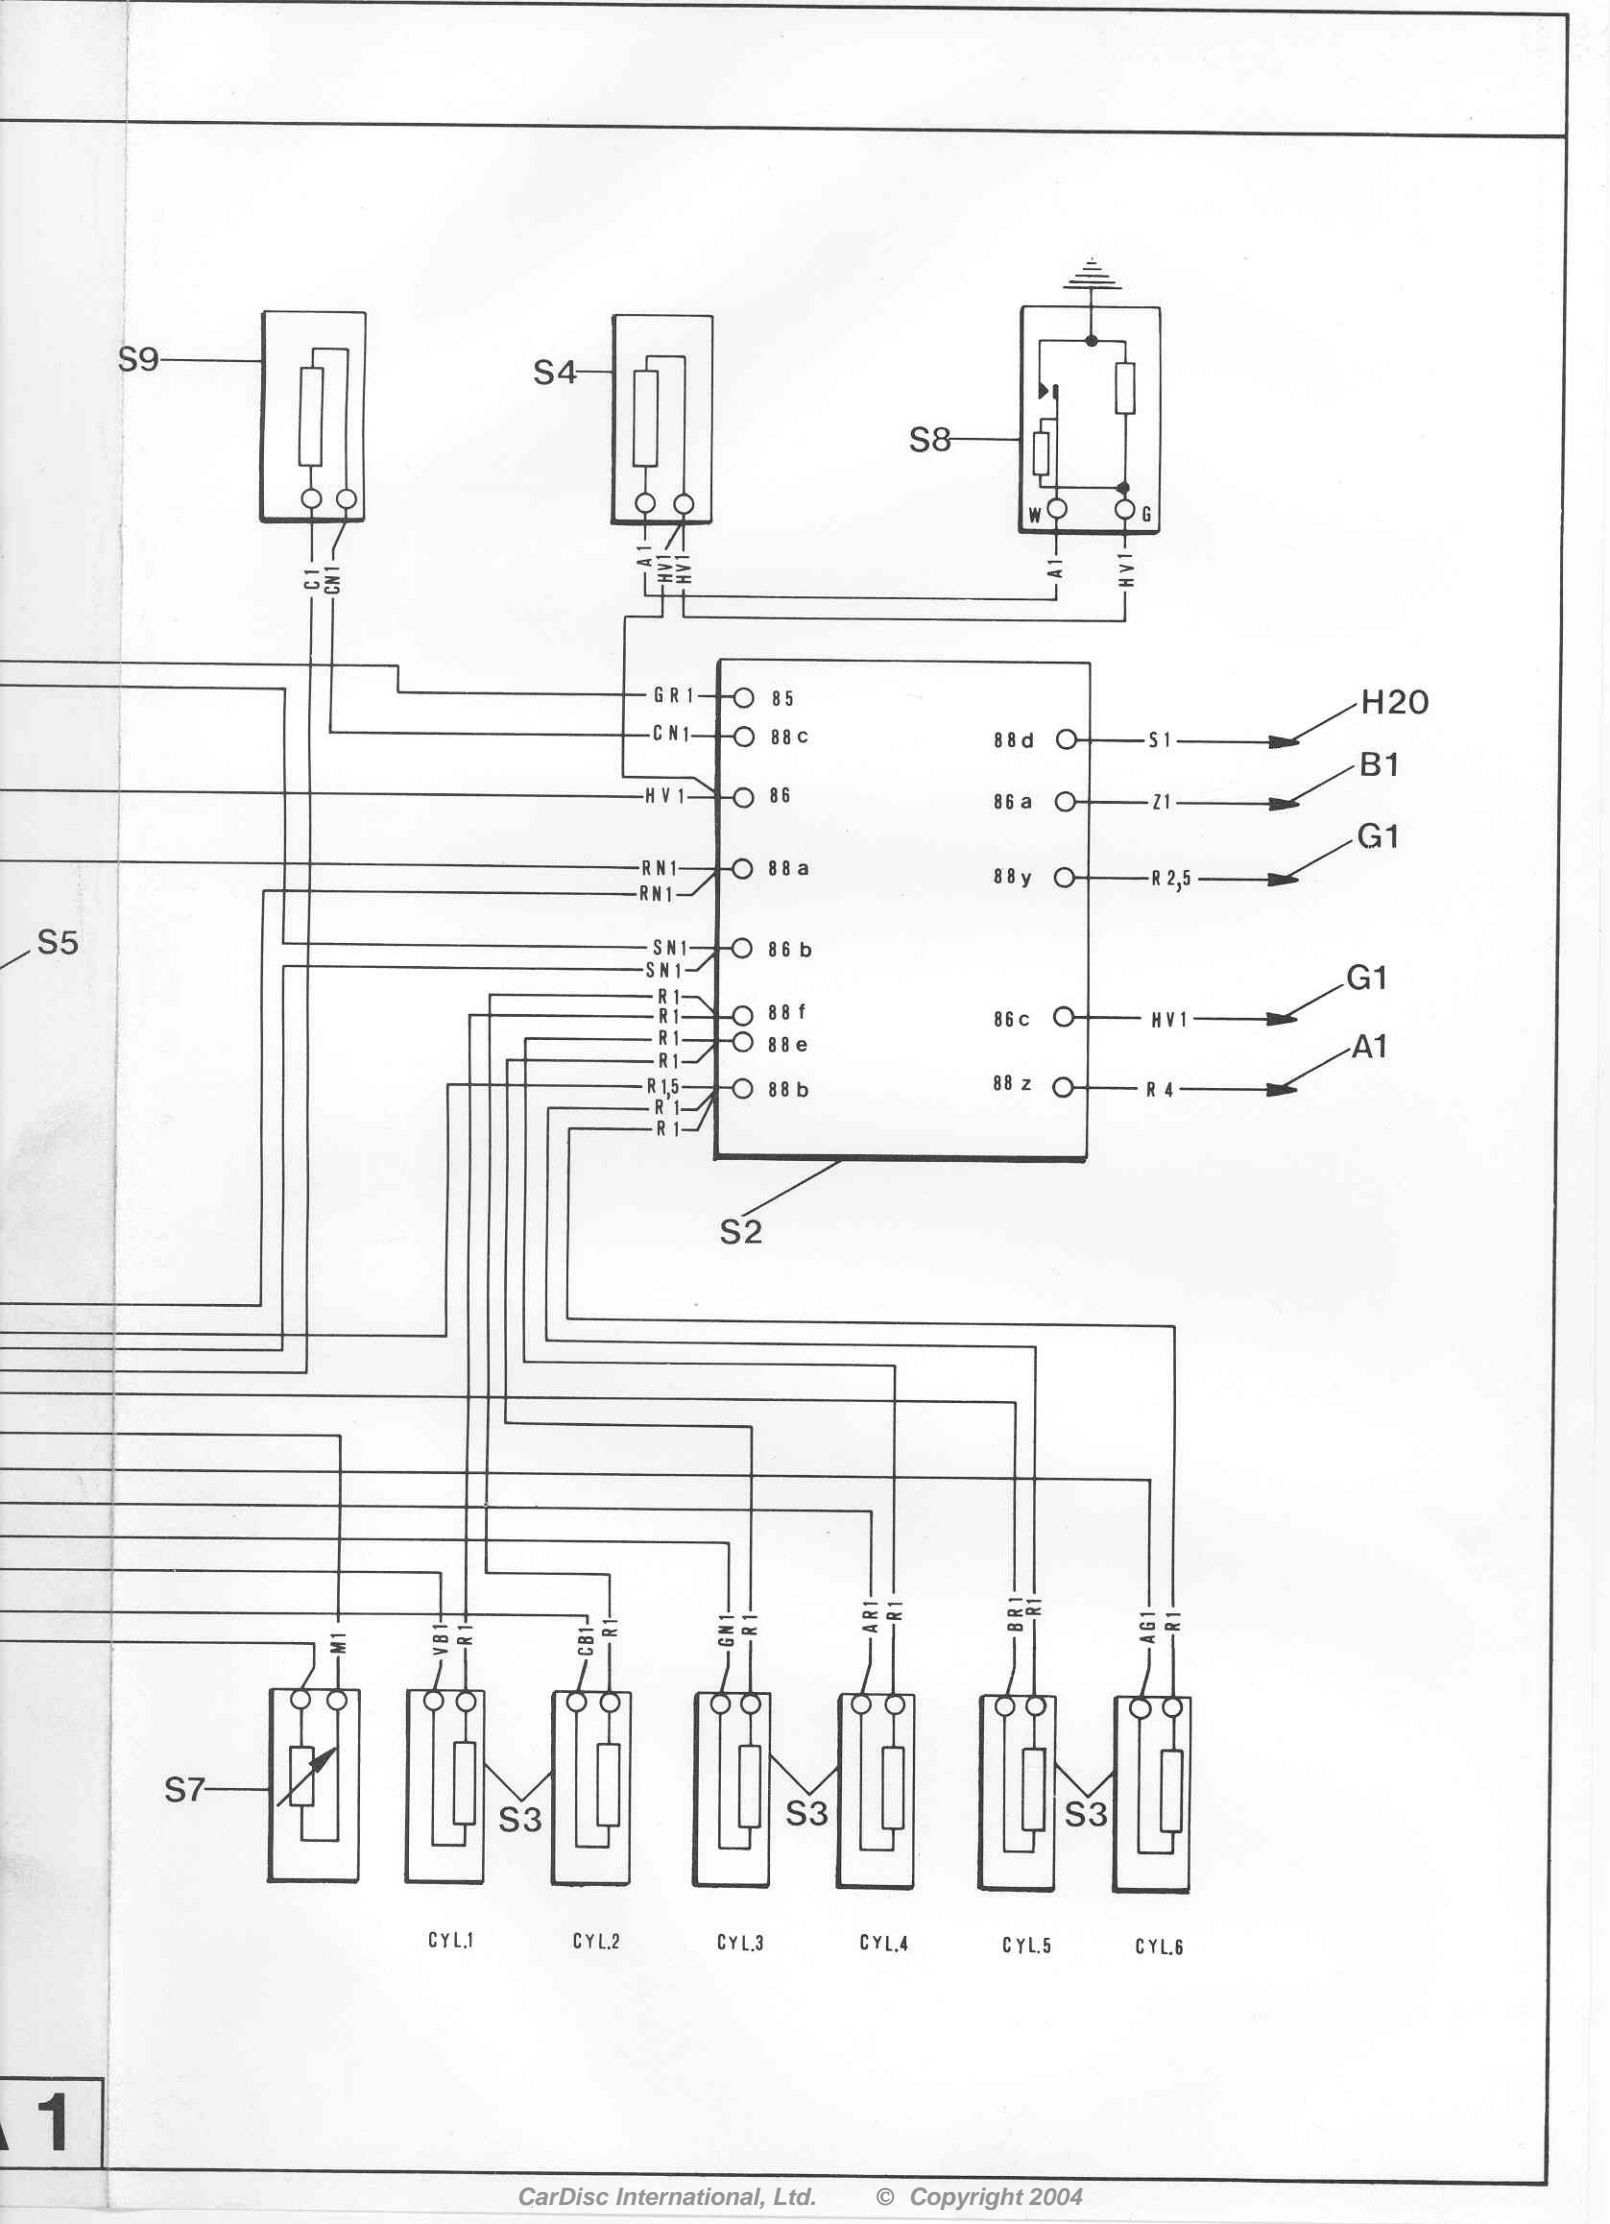 S9
S4
S8
W G
C1 CN1 A1 HV1 HV1 A1 HV1
GR1 85
CN1 88c
88d S1 H20
HV1 86
86a Z1 B1
RN1 88a
88y R2,5 G1
RN1
S5
SN1 86b
SN1
R1 88f
R1
86c HV1 G1
R1 88e
R1
R1,5 88b
88z R4 A1
R1
R1
S2
M1 VB1 R1 CB1 R1 GN1 R1 AR1 R1 BR1 R1 AG1 R1
S7 S3 S3 S3
CYL.1 CYL.2 CYL.3 CYL.4 CYL.5 CYL.6
1
CarDisc International, Ltd. © Copyright 2004